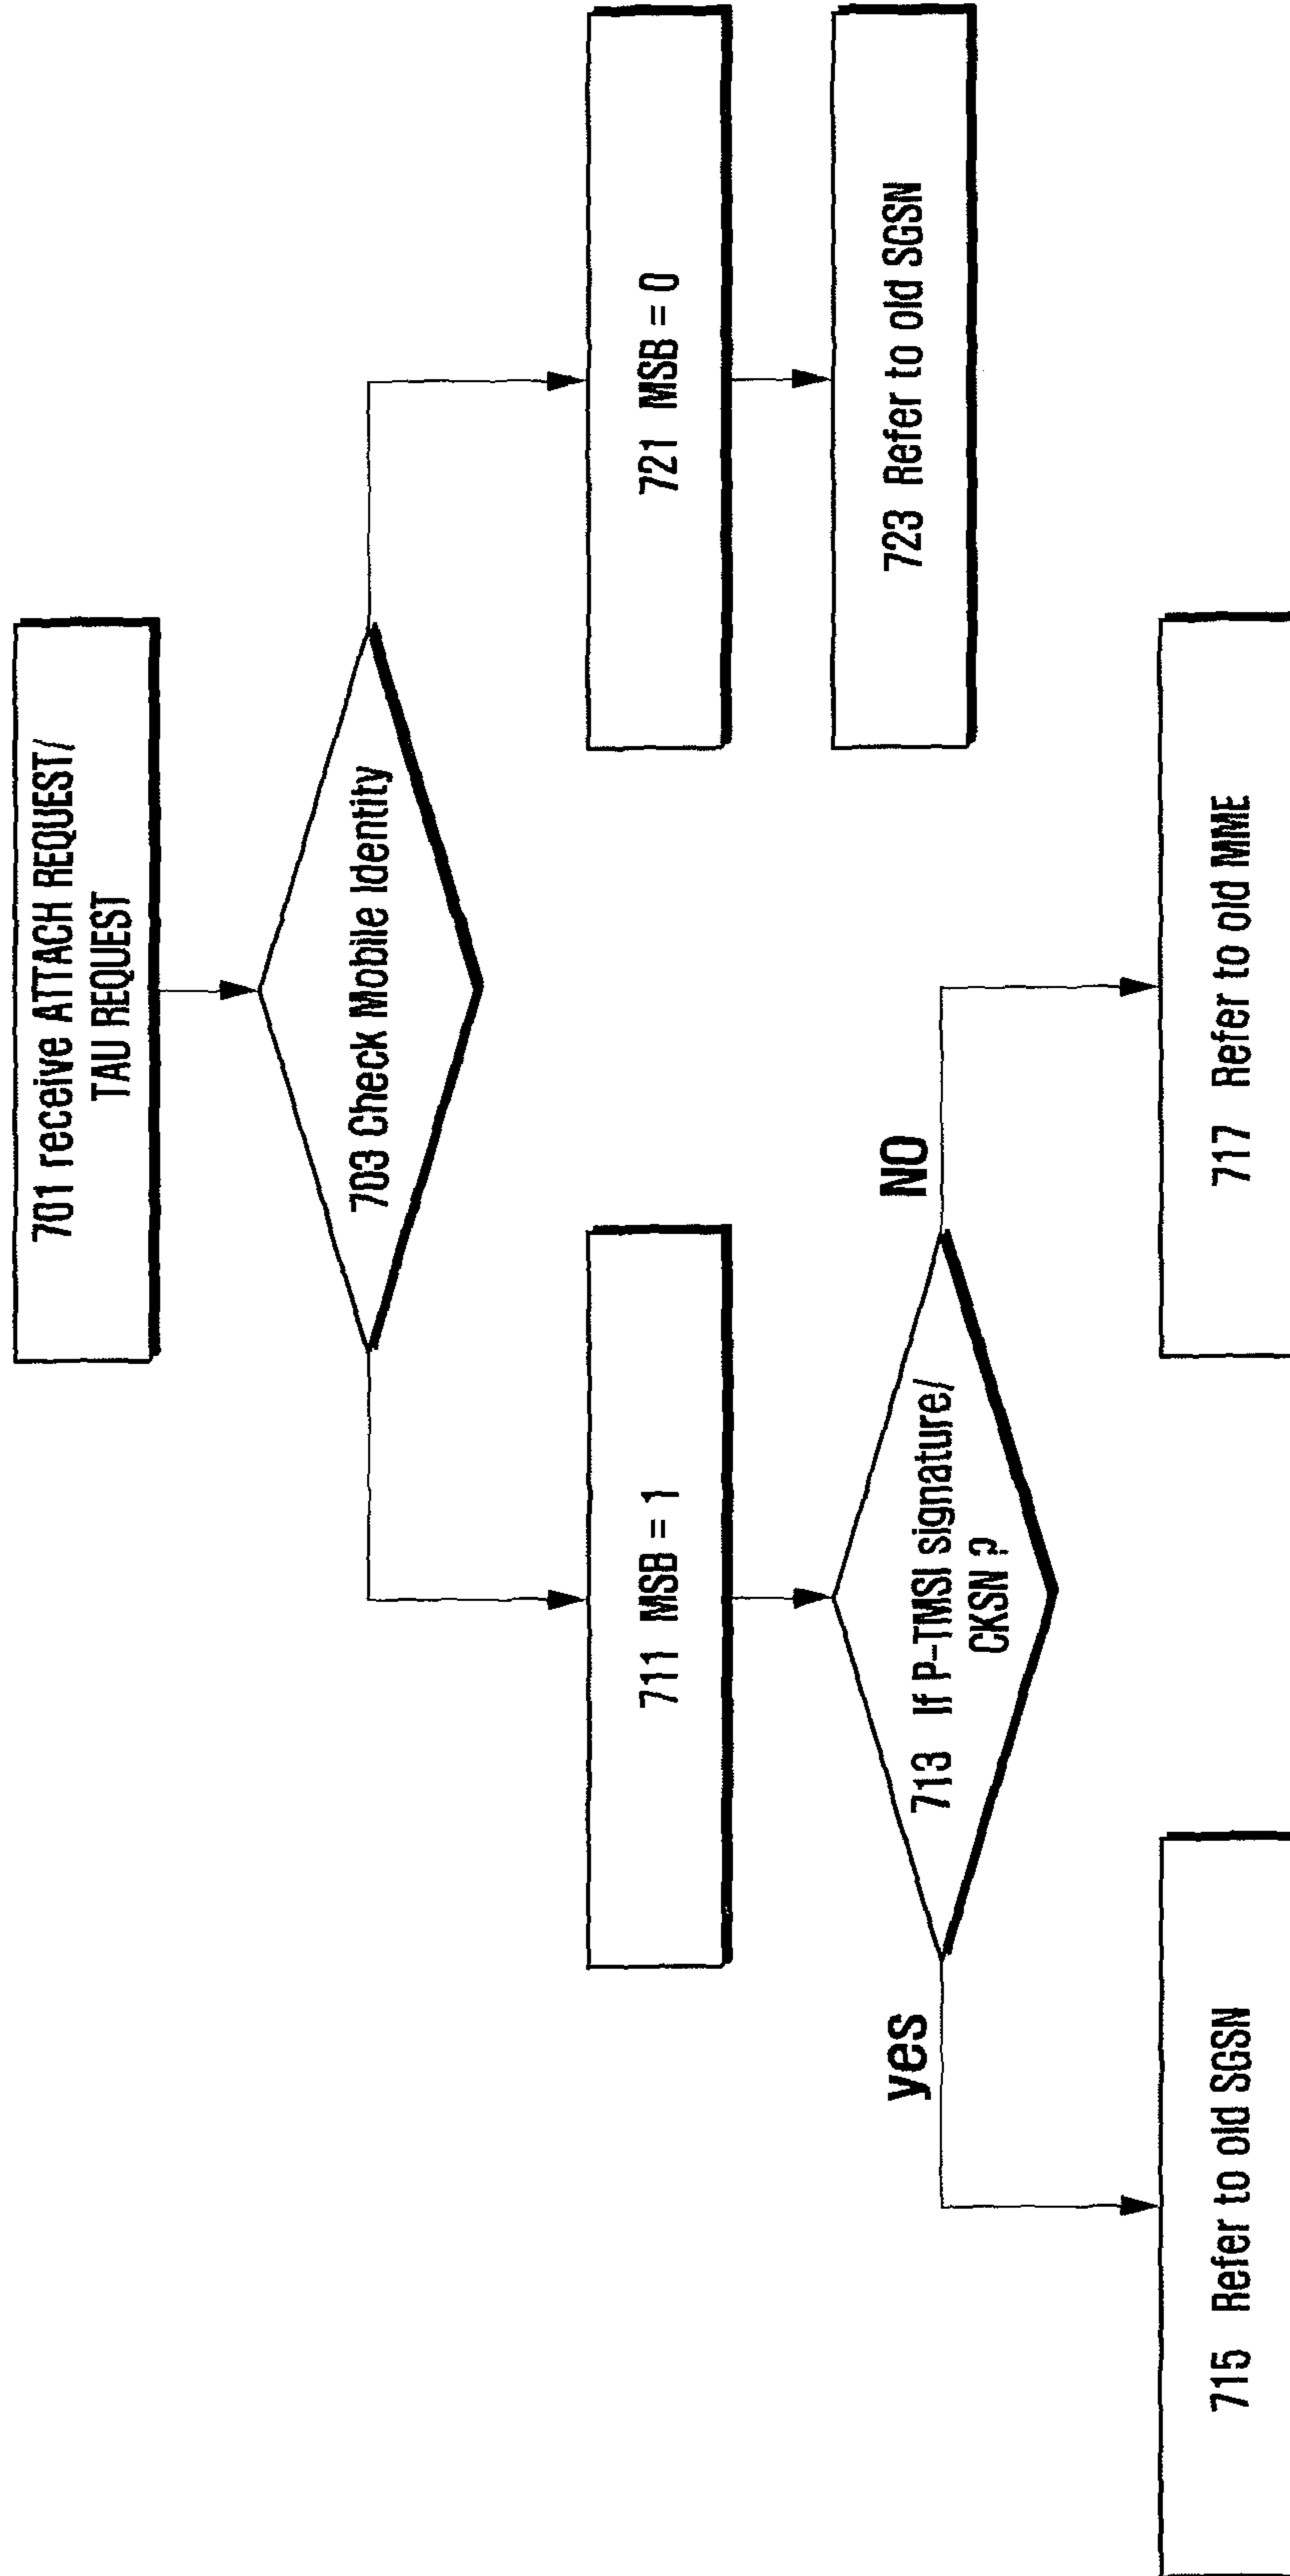 701 receive ATTACH REQUEST/
TAU REQUEST
703 Check Mobile Identity
711 MSB = 1
721 MSB = 0
713 If P-TMSI signature/
CKSN ?
723 Refer to old SGSN
yes
NO
715 Refer to old SGSN
717 Refer to old MME